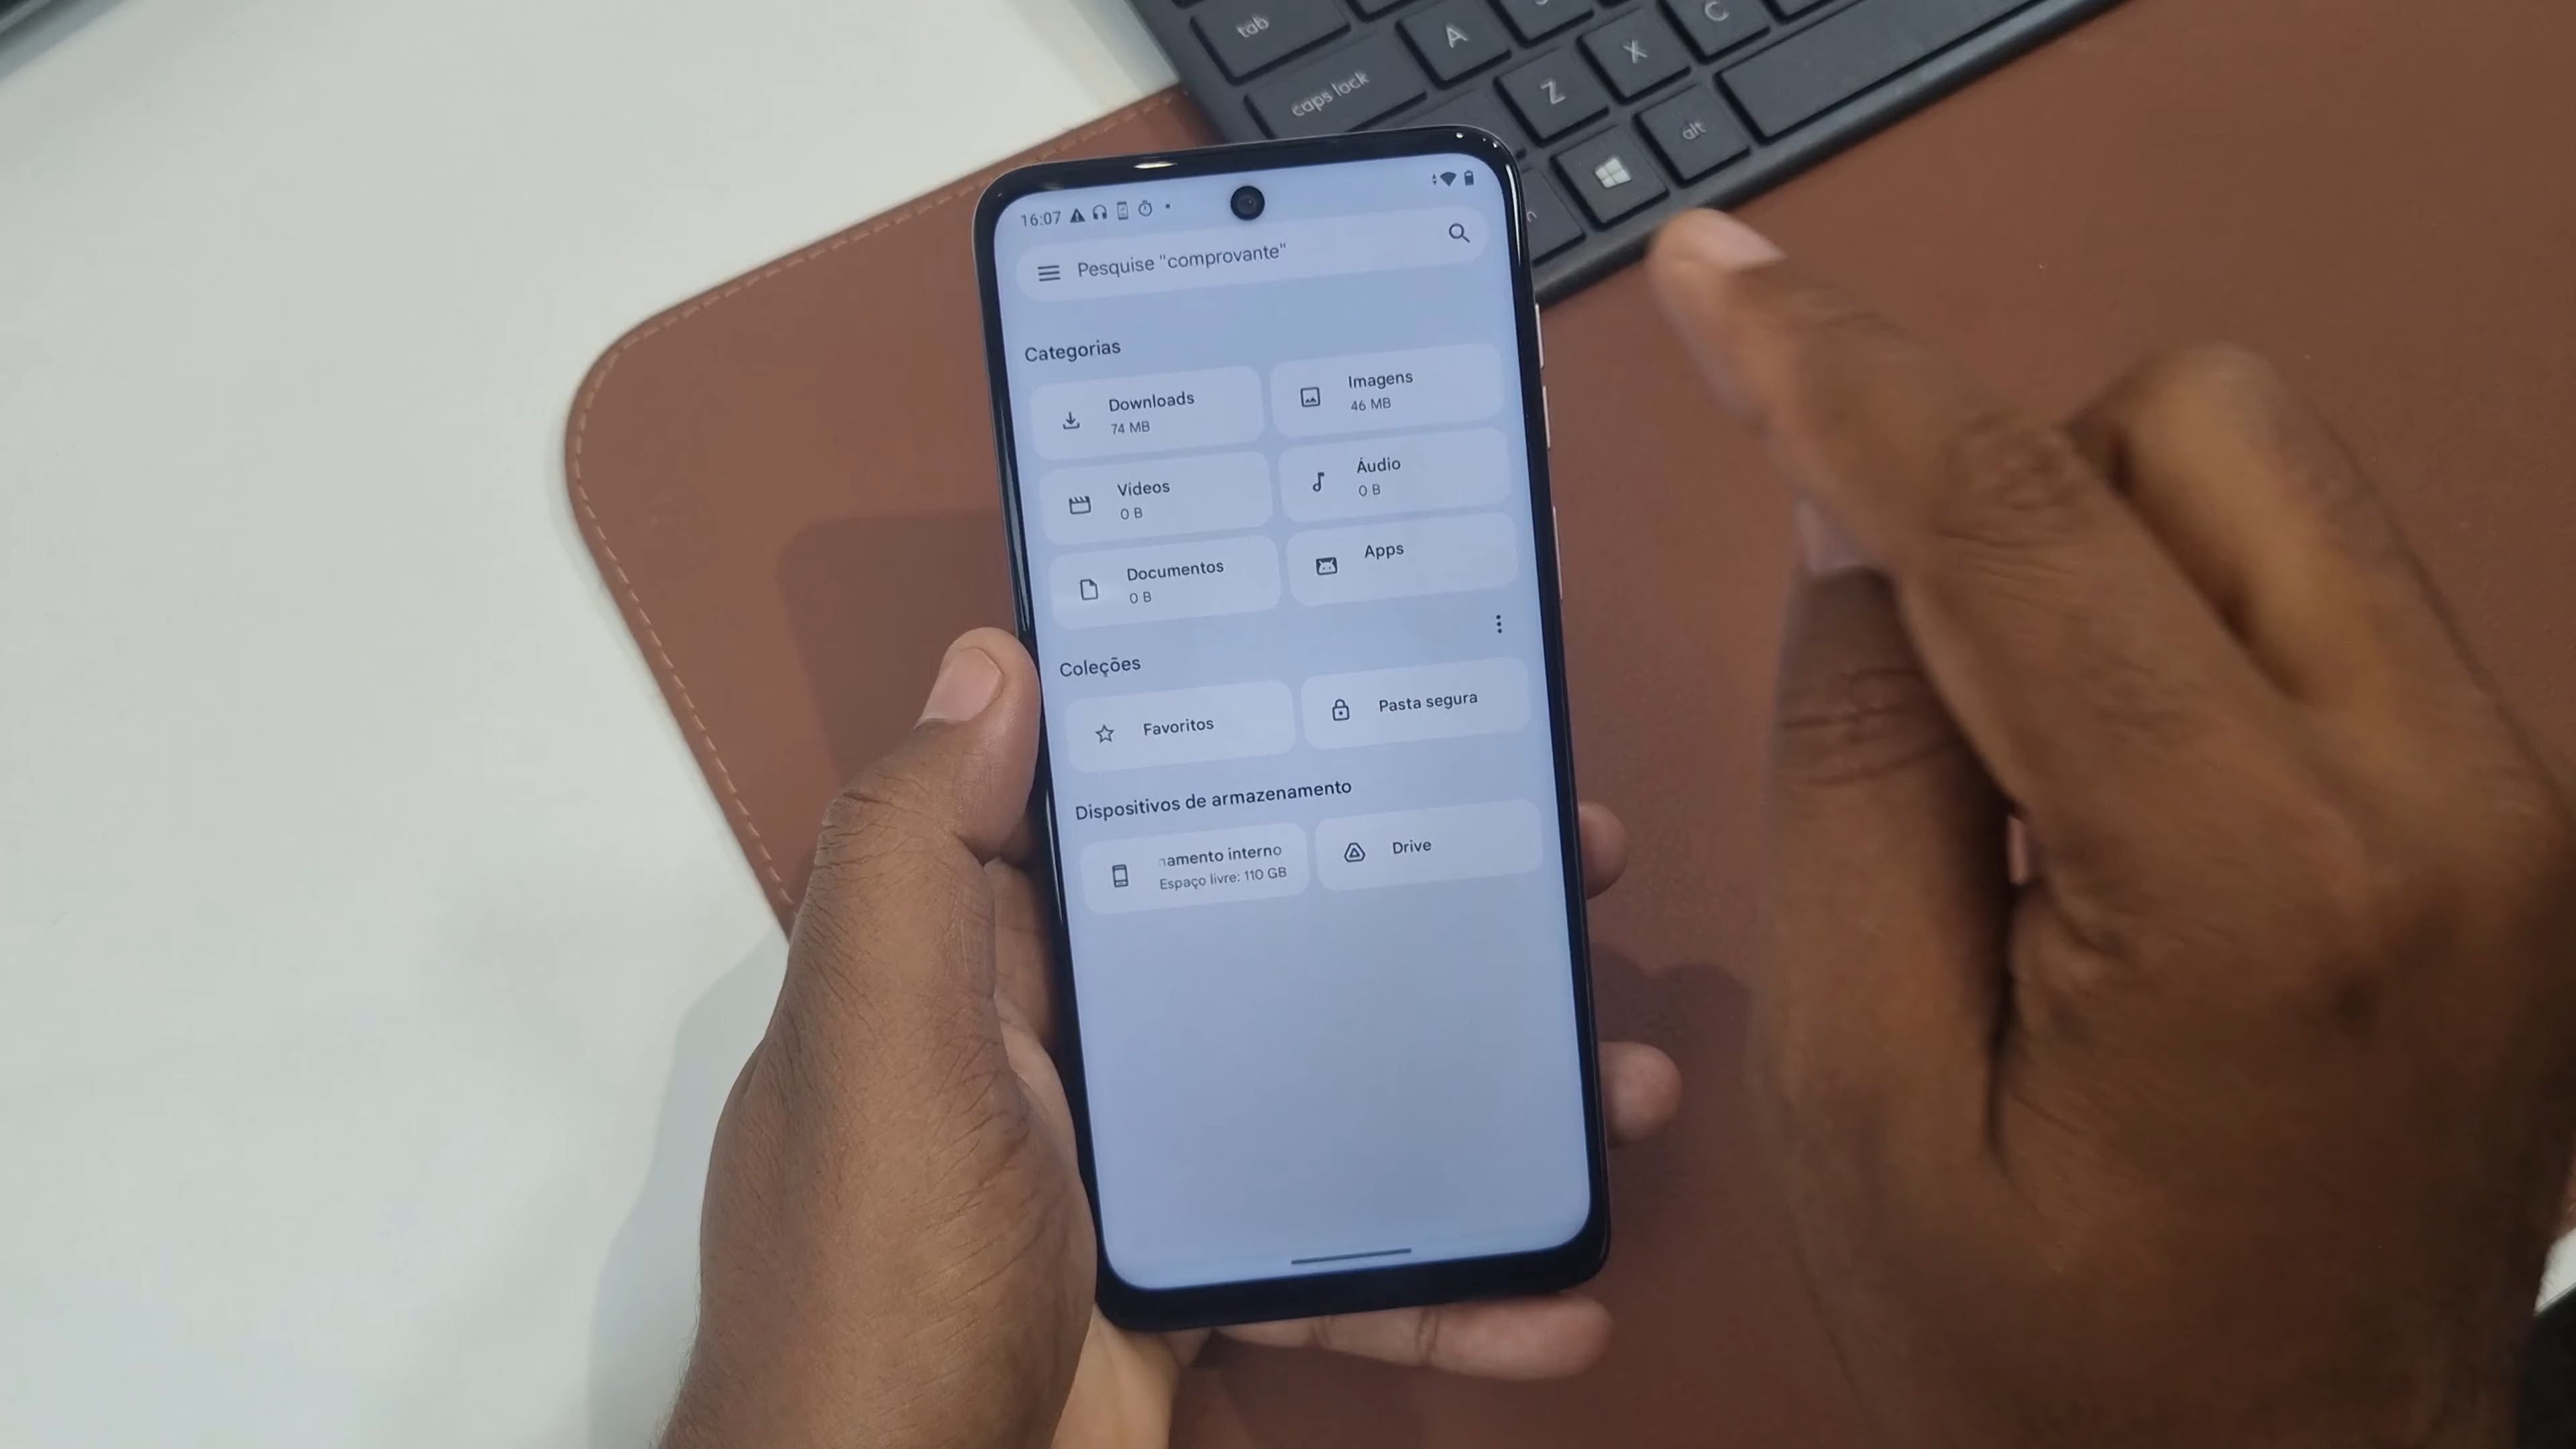 tab
A
C
caps lock
Z
X
alt
16:07
Pesquise "comprovante"
Categorias
Downloads
74 MB
Imagens
46 MB
Vídeos
0 B
Áudio
0 B
Documentos
0 B
Apps
Coleções
Favoritos
Pasta segura
Dispositivos de armazenamento
namento interno
Espaço livre: 110 GB
Drive